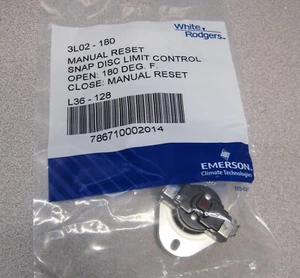 White
Rodgers
3L02 - 180
MANUAL RESET
SNAP DISC LIMIT CONTROL
OPEN: 180 DEG. F.
CLOSE: MANUAL RESET
L36 - 128
786710002014
EMERSON
Climate Technologies